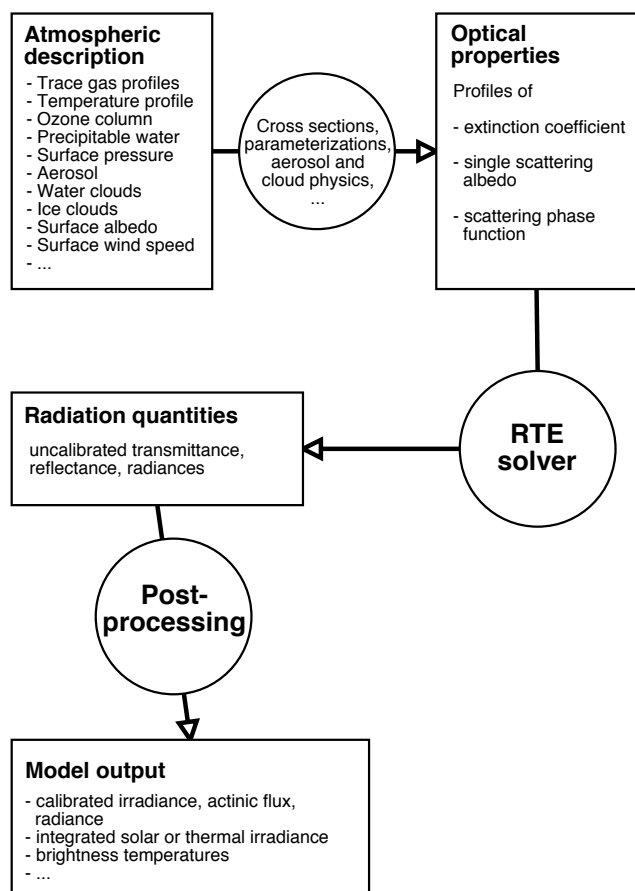 Atmospheric
description
- Trace gas profiles
- Temperature profile
- Ozone column
- Precipitable water
- Surface pressure
- Aerosol
- Water clouds
- Ice clouds
- Surface albedo
- Surface wind speed
- ...
Cross sections,
parameterizations,
aerosol and
cloud physics,
...
Optical
properties
Profiles of
- extinction coefficient
- single scattering
albedo
- scattering phase
function
RTE
solver
Radiation quantities
uncalibrated transmittance,
reflectance, radiances
Post-
processing
Model output
- calibrated irradiance, actinic flux,
radiance
- integrated solar or thermal irradiance
- brightness temperatures
- ...